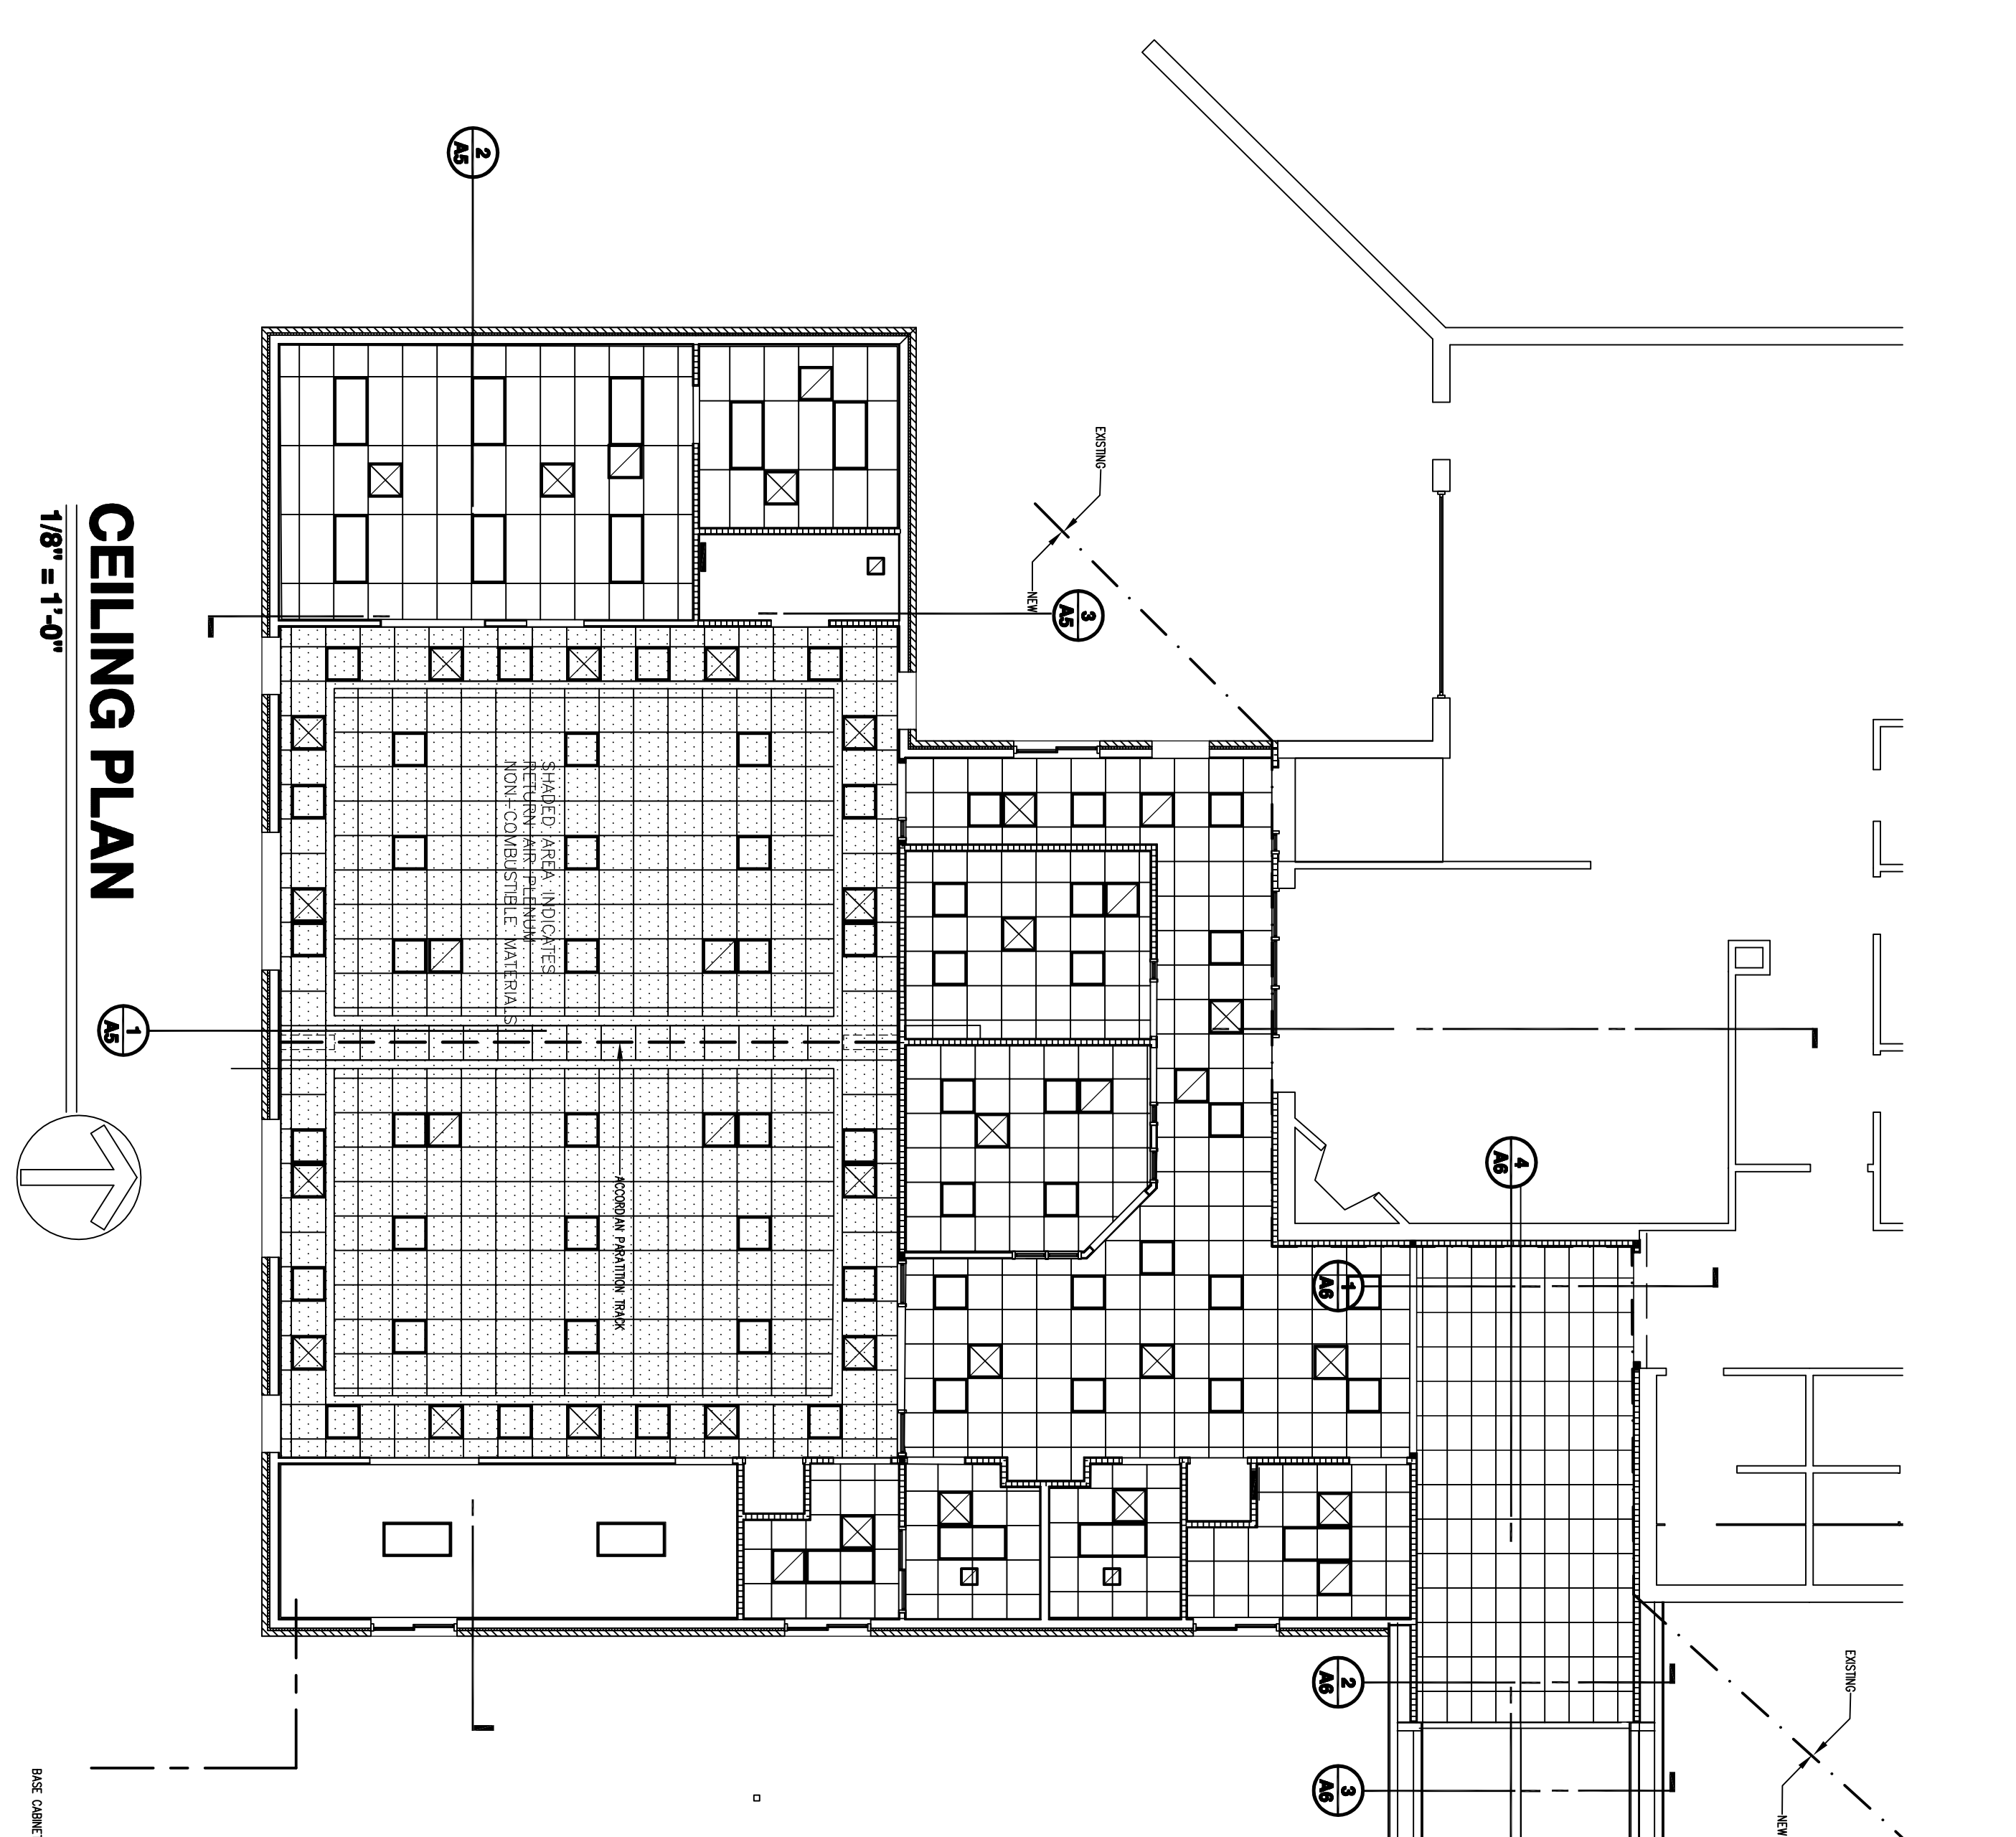 CEILING PLAN
1/8" = 1'-0"
2
A5
EXISTING
NEW
3
A5
SHADED AREA INDICATES
RETURN AIR PLENUM
NON-COMBUSTIBLE MATERIALS
1
A5
ACCORDIAN PARATITION TRACK
4
A6
1
A6
2
A6
3
A6
EXISTING
NEW
BASE CABINET